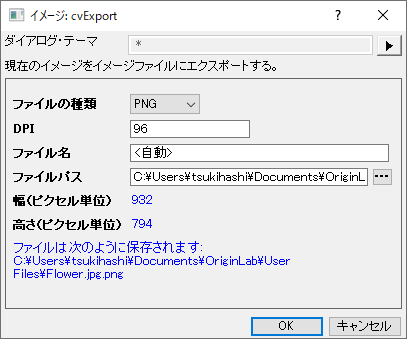 イメージ: cvExport
ダイアログ・テーマ *
現在のイメージをイメージファイルにエクスポートする。
ファイルの種類 PNG
DPI 96
ファイル名 <自動>
ファイルパス C:¥Users¥tsukihashi¥Documents¥OriginL
幅(ピクセル単位) 932
高さ(ピクセル単位) 794
ファイルは次のように保存されます:
C:¥Users¥tsukihashi¥Documents¥OriginLab¥User
Files¥Flower.jpg.png
OK キャンセル